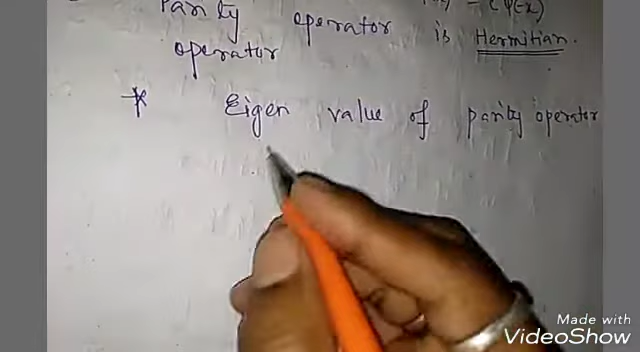 Parity operator is Hermitian.
operator
* Eigen value of parity operator
Made with
VideoShow